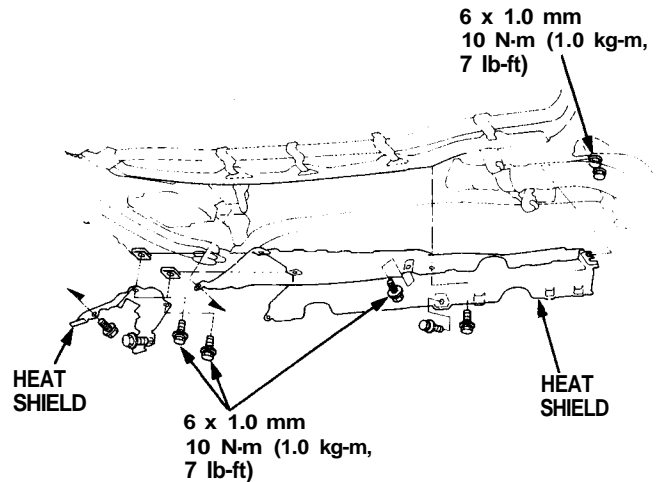 6 x 1.0 mm
10 N·m (1.0 kg-m,
7 lb-ft)
HEAT
SHIELD
HEAT
SHIELD
6 x 1.0 mm
10 N·m (1.0 kg-m,
7 lb-ft)